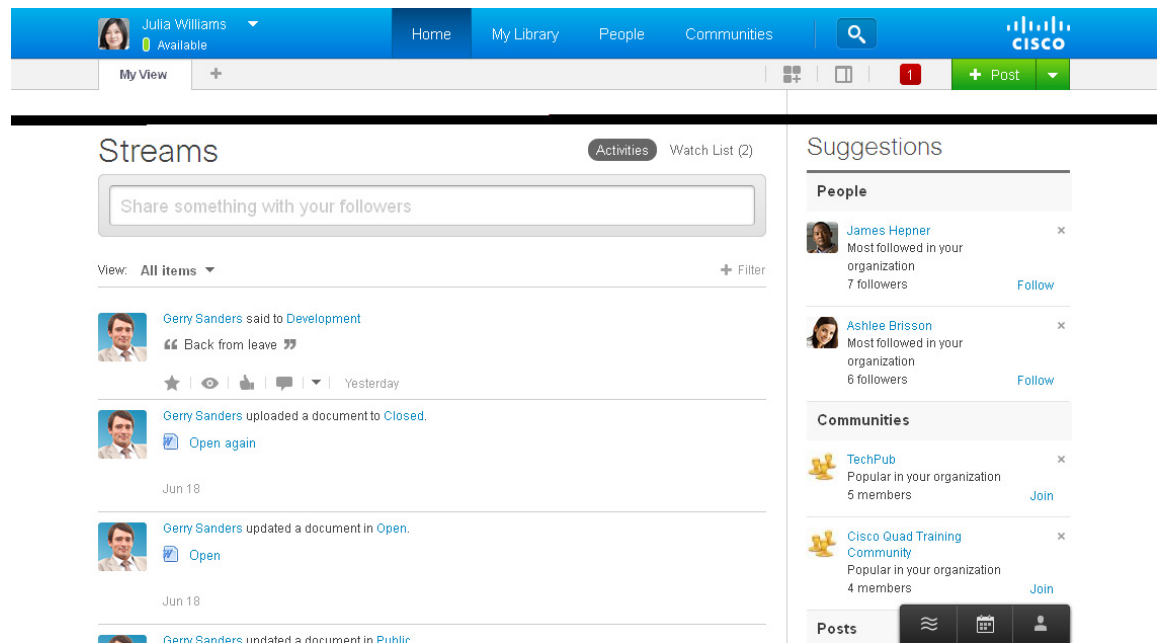 Julia Williams
Available
Home
My Library
People
Communities
CISCO
My View
1
+ Post
Streams
Activities
Watch List (2)
Share something with your followers
View: All items
+ Filter
Gerry Sanders said to Development
“ Back from leave ”
Yesterday
Gerry Sanders uploaded a document to Closed.
Open again
Jun 18
Gerry Sanders updated a document in Open.
Open
Jun 18
Gerry Sanders updated a document in Public.
Suggestions
People
James Hepner
Most followed in your
organization
7 followers
Follow
Ashlee Brisson
Most followed in your
organization
6 followers
Follow
Communities
TechPub
Popular in your organization
5 members
Join
Cisco Quad Training
Community
Popular in your organization
4 members
Join
Posts